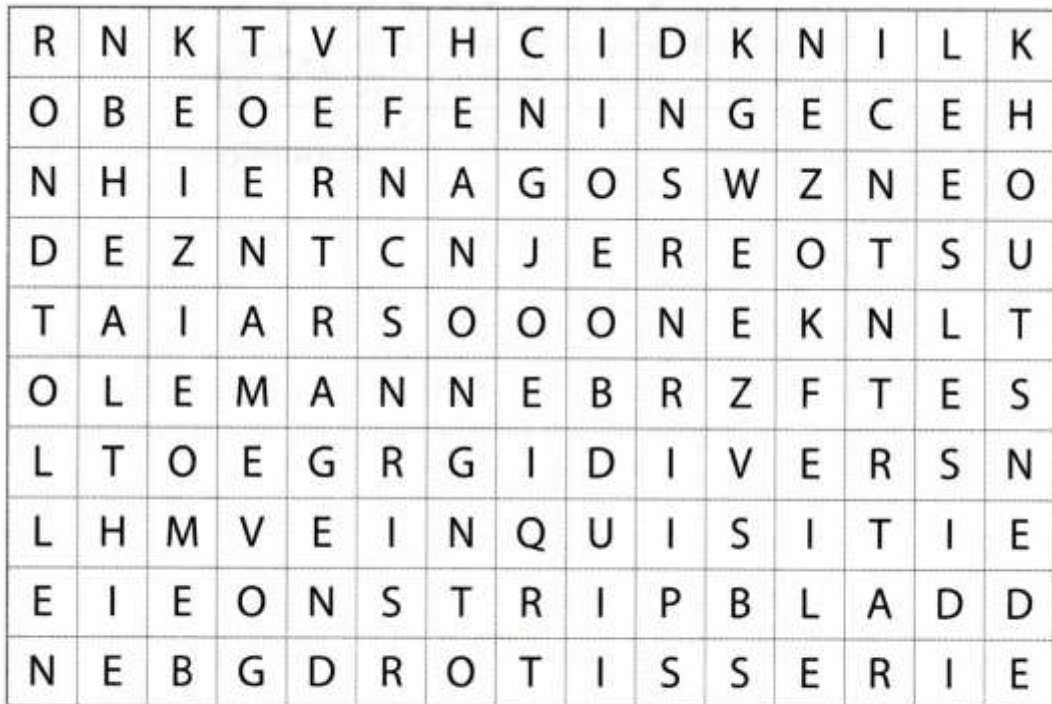 R N K T V T H C I D K N I L K
O B E O E F E N I N G E C E H
N H I E R N A G O S W Z N E O
D E Z N T C N J E R E O T S U
T A I A R S O O O N E K N L T
O L E M A N N E B R Z F T E S
L T O E G R G I D I V E R S N
L H M V E I N Q U I S I T I E
E I E O N S T R I P B L A D D
N E B G D R O T I S S E R I E